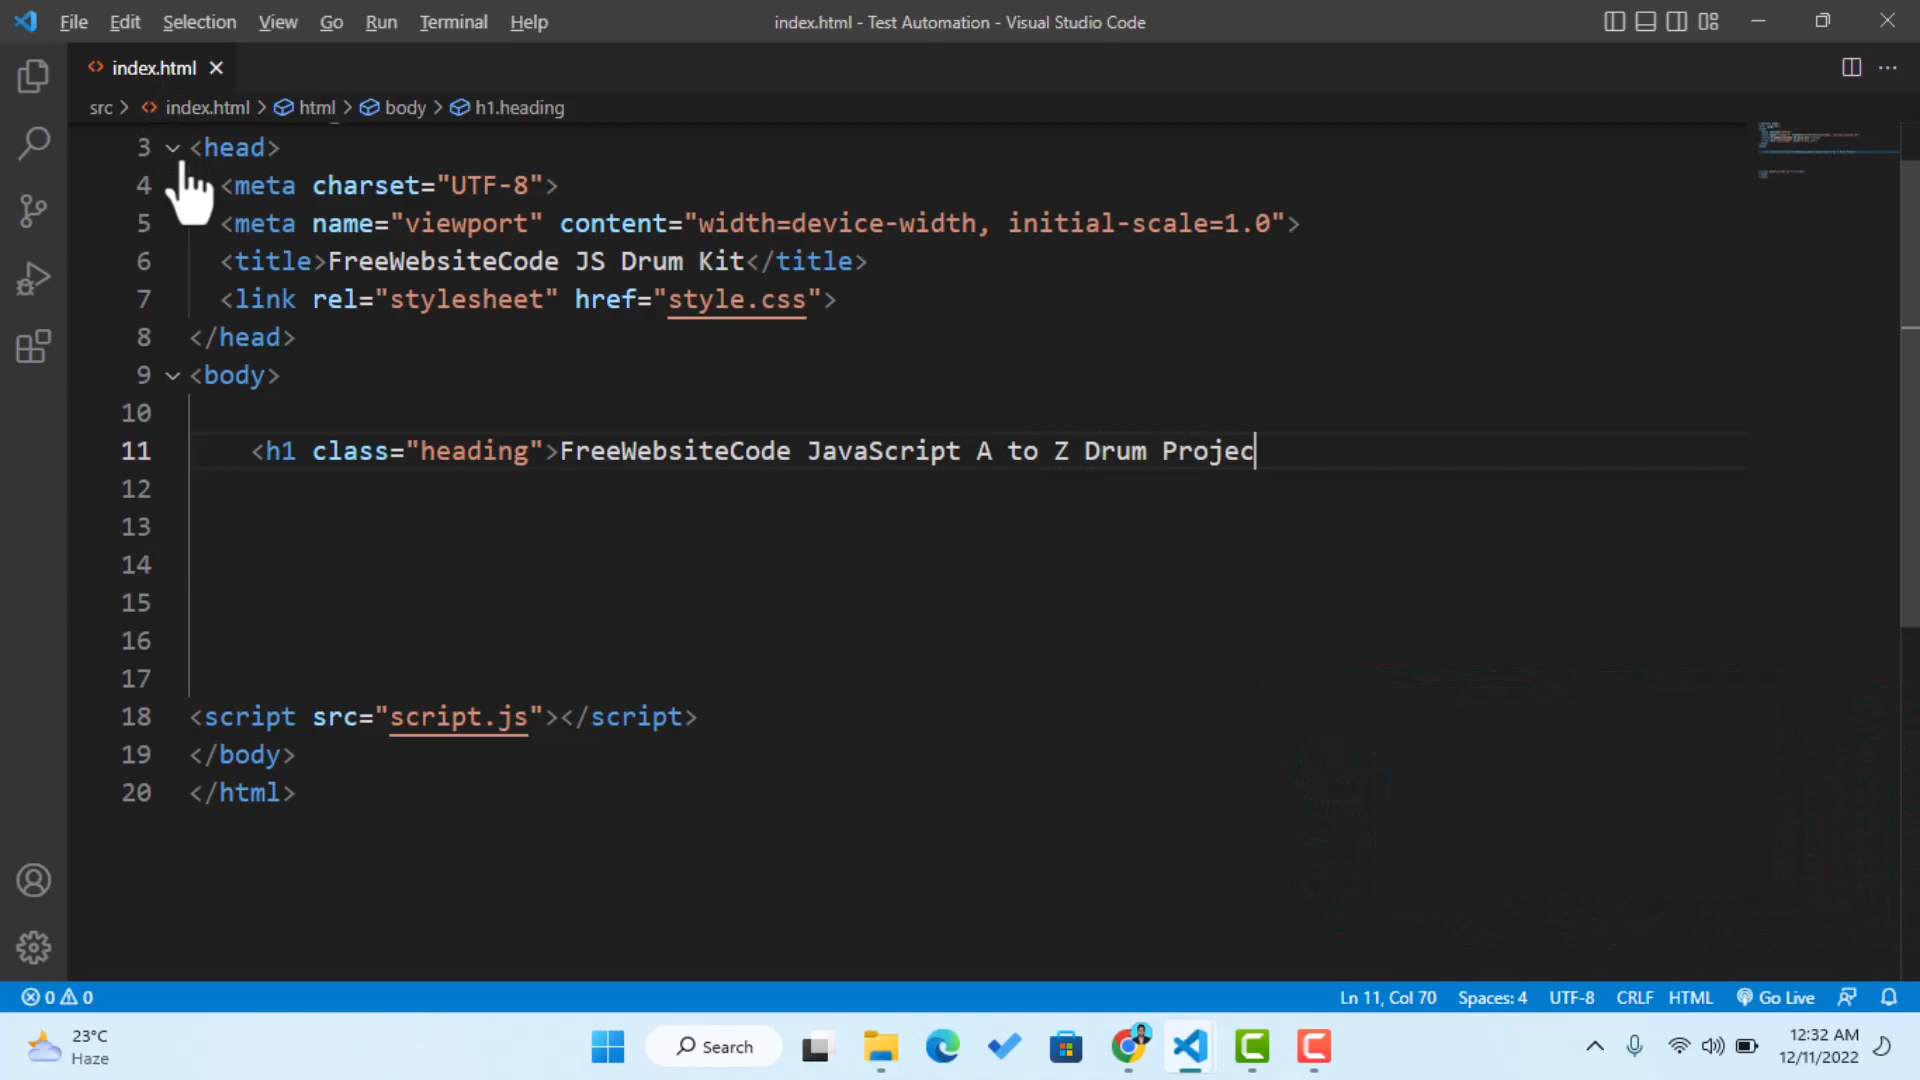 File Edit Selection View Go Run Terminal Help index.html - Test Automation - Visual Studio Code
index.html
src > index.html > html > body > h1.heading
3 <head>
4 <meta charset="UTF-8">
5 <meta name="viewport" content="width=device-width, initial-scale=1.0">
6 <title>FreeWebsiteCode JS Drum Kit</title>
7 <link rel="stylesheet" href="style.css">
8 </head>
9 <body>
10
11 <h1 class="heading">FreeWebsiteCode JavaScript A to Z Drum Projec
12
13
14
15
16
17
18 <script src="script.js"></script>
19 </body>
20 </html>
0 0 Ln 11, Col 70 Spaces: 4 UTF-8 CRLF HTML Go Live
23°C
Haze
Search
12:32 AM
12/11/2022